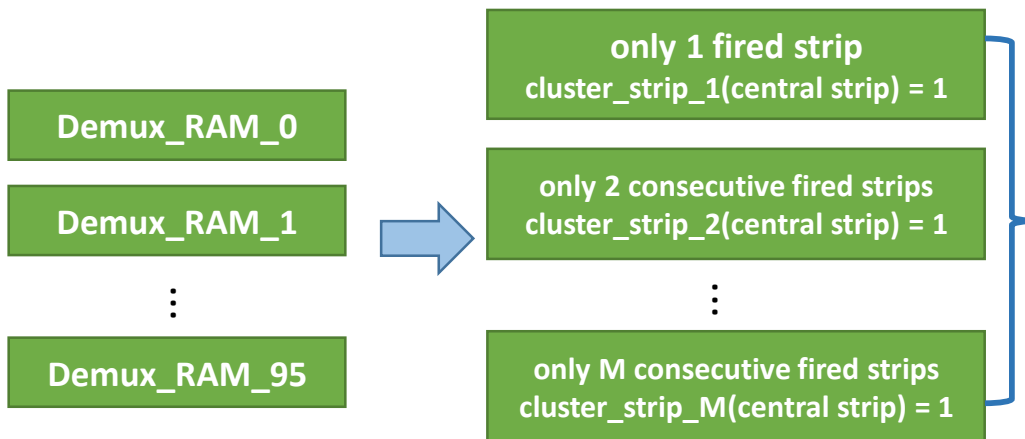 Demux_RAM_0
Demux_RAM_1
⋮
Demux_RAM_95
only 1 fired strip
cluster_strip_1(central strip) = 1
only 2 consecutive fired strips
cluster_strip_2(central strip) = 1
⋮
only M consecutive fired strips
cluster_strip_M(central strip) = 1